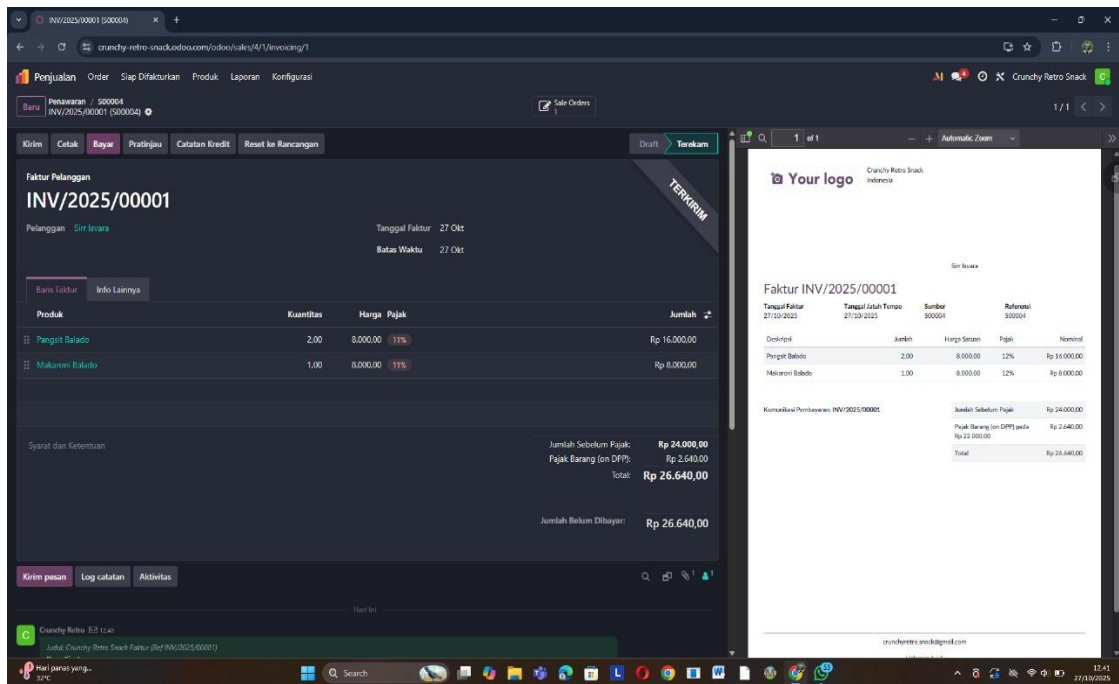 INV/2025/00001 (S00004)
crunchy-retro-snack.odoo.com/odoo/sales/4/1/invoicing/1
Penjualan Order Siap Difakturkan Produk Laporan Konfigurasi
Crunchy Retro Snack
Baru
Penawaran / S00004
INV/2025/00001 (S00004)
Sale Orders
1
1/1
Kirim Cetak Bayar Pratinjau Catatan Kredit Reset ke Rancangan
Draft Terekam
Faktur Pelanggan
INV/2025/00001
TERKIRIM
Pelanggan Sirr Isvara
Tanggal Faktur 27 Okt
Batas Waktu 27 Okt
Baris Faktur Info Lainnya
Produk Kuantitas Harga Pajak Jumlah
Pangsit Balado 2,00 8.000,00 11% Rp 16.000,00
Makaroni Balado 1,00 8.000,00 11% Rp 8.000,00
Syarat dan Ketentuan
Jumlah Sebelum Pajak: Rp 24.000,00
Pajak Barang (on DPP): Rp 2.640,00
Total: Rp 26.640,00
Jumlah Belum Dibayar: Rp 26.640,00
Kirim pesan Log catatan Aktivitas
1 1
Hari Ini
C
Crunchy Retro 12.40
Judul: Crunchy Retro Snack Faktur (Ref INV/2025/00001)
1 of 1 Automatic Zoom
Your logo
Crunchy Retro Snack
Indonesia
Sirr Isvara
Faktur INV/2025/00001
Tanggal Faktur Tanggal Jatuh Tempo Sumber Referensi
27/10/2025 27/10/2025 S00004 S00004
Deskripsi Jumlah Harga Satuan Pajak Nominal
Pangsit Balado 2,00 8.000,00 12% Rp 16.000,00
Makaroni Balado 1,00 8.000,00 12% Rp 8.000,00
Komunikasi Pembayaran: INV/2025/00001
Jumlah Sebelum Pajak Rp 24.000,00
Pajak Barang (on DPP) pada Rp 2.640,00
Rp 22.000,00
Total Rp 26.640,00
crunchyretro.snack@gmail.com
Hari panas yang...
32°C
Search
12.41
27/10/2025